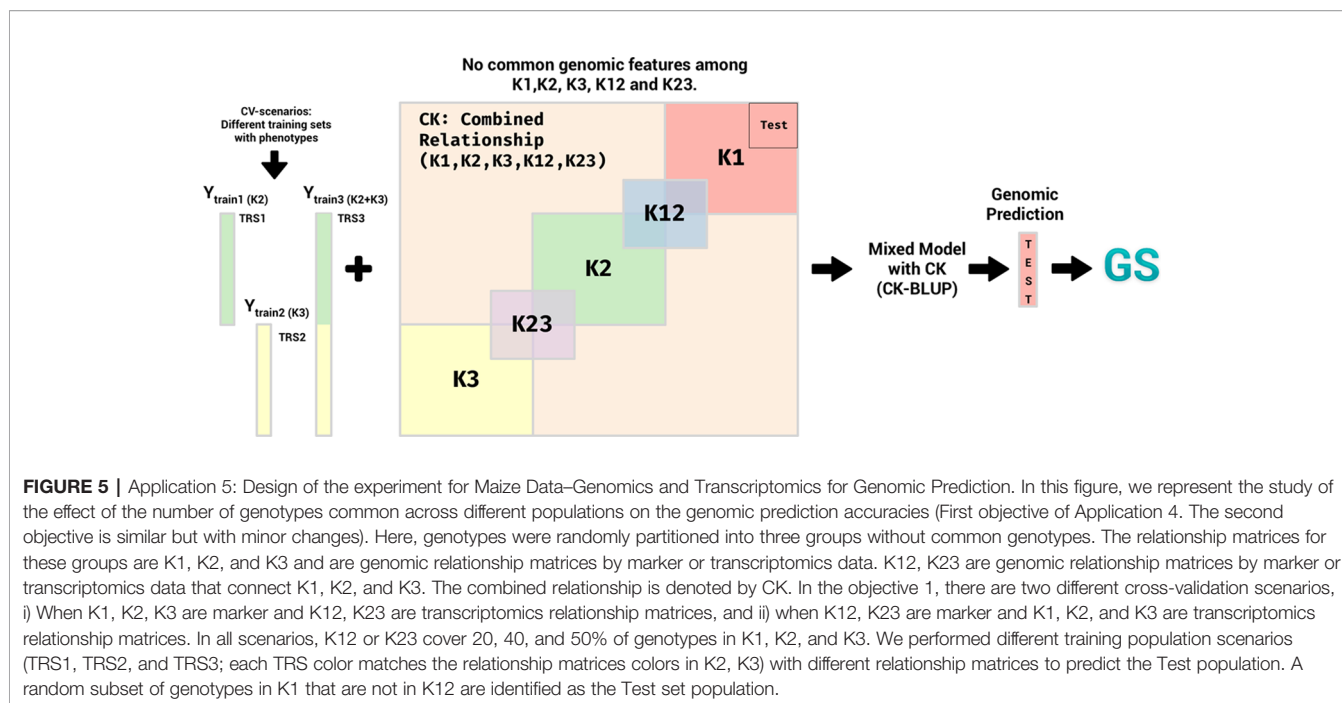 No common genomic features among
K1,K2, K3, K12 and K23.
CV-scenarios:
Different training sets
with phenotypes
Ytrain1 (K2)
TRS1
Ytrain3 (K2+K3)
TRS3
Ytrain2 (K3)
TRS2
CK: Combined
Relationship
(K1,K2,K3,K12,K23)
Test
K1
K12
K2
K23
K3
Mixed Model
with CK
(CK-BLUP)
Genomic
Prediction
T
E
S
T
GS
FIGURE 5 | Application 5: Design of the experiment for Maize Data–Genomics and Transcriptomics for Genomic Prediction. In this figure, we represent the study of
the effect of the number of genotypes common across different populations on the genomic prediction accuracies (First objective of Application 4. The second
objective is similar but with minor changes). Here, genotypes were randomly partitioned into three groups without common genotypes. The relationship matrices for
these groups are K1, K2, and K3 and are genomic relationship matrices by marker or transcriptomics data. K12, K23 are genomic relationship matrices by marker or
transcriptomics data that connect K1, K2, and K3. The combined relationship is denoted by CK. In the objective 1, there are two different cross-validation scenarios,
i) When K1, K2, K3 are marker and K12, K23 are transcriptomics relationship matrices, and ii) when K12, K23 are marker and K1, K2, and K3 are transcriptomics
relationship matrices. In all scenarios, K12 or K23 cover 20, 40, and 50% of genotypes in K1, K2, and K3. We performed different training population scenarios
(TRS1, TRS2, and TRS3; each TRS color matches the relationship matrices colors in K2, K3) with different relationship matrices to predict the Test population. A
random subset of genotypes in K1 that are not in K12 are identified as the Test set population.